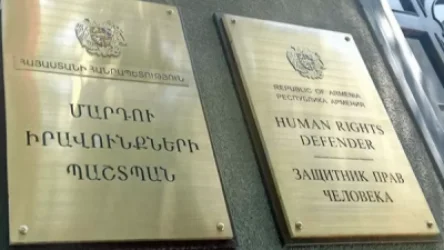 ՀԱՅԱՍՏԱՆԻ ՀԱՆՐԱՊԵՏՈՒԹՅՈՒՆ
ՄԱՐԴՈՒ
ԻՐԱՎՈՒՆՔՆԵՐԻ
ՊԱՇՏՊԱՆ
REPUBLIC OF ARMENIA
РЕСПУБЛИКА АРМЕНИЯ
HUMAN RIGHTS
DEFENDER
ЗАЩИТНИК ПРАВ
ЧЕЛОВЕКА